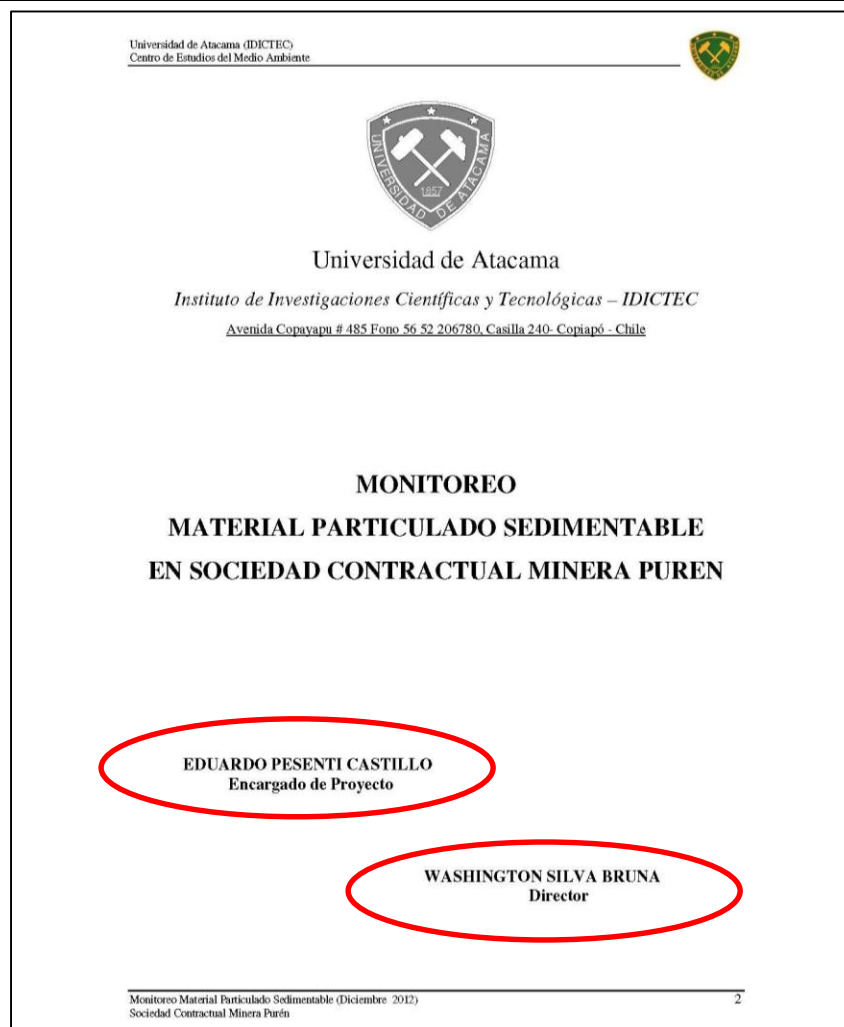 Universidad de Atacama (IDICTEC)
Centro de Estudios del Medio Ambiente
UNIVERSIDAD DE ATACAMA
1857
Universidad de Atacama
Instituto de Investigaciones Científicas y Tecnológicas – IDICTEC
Avenida Copayapu # 485 Fono 56 52 206780, Casilla 240- Copiapó - Chile
MONITOREO
MATERIAL PARTICULADO SEDIMENTABLE
EN SOCIEDAD CONTRACTUAL MINERA PUREN
EDUARDO PESENTI CASTILLO
Encargado de Proyecto
WASHINGTON SILVA BRUNA
Director
Monitoreo Material Particulado Sedimentable (Diciembre 2012) 2
Sociedad Contractual Minera Purén